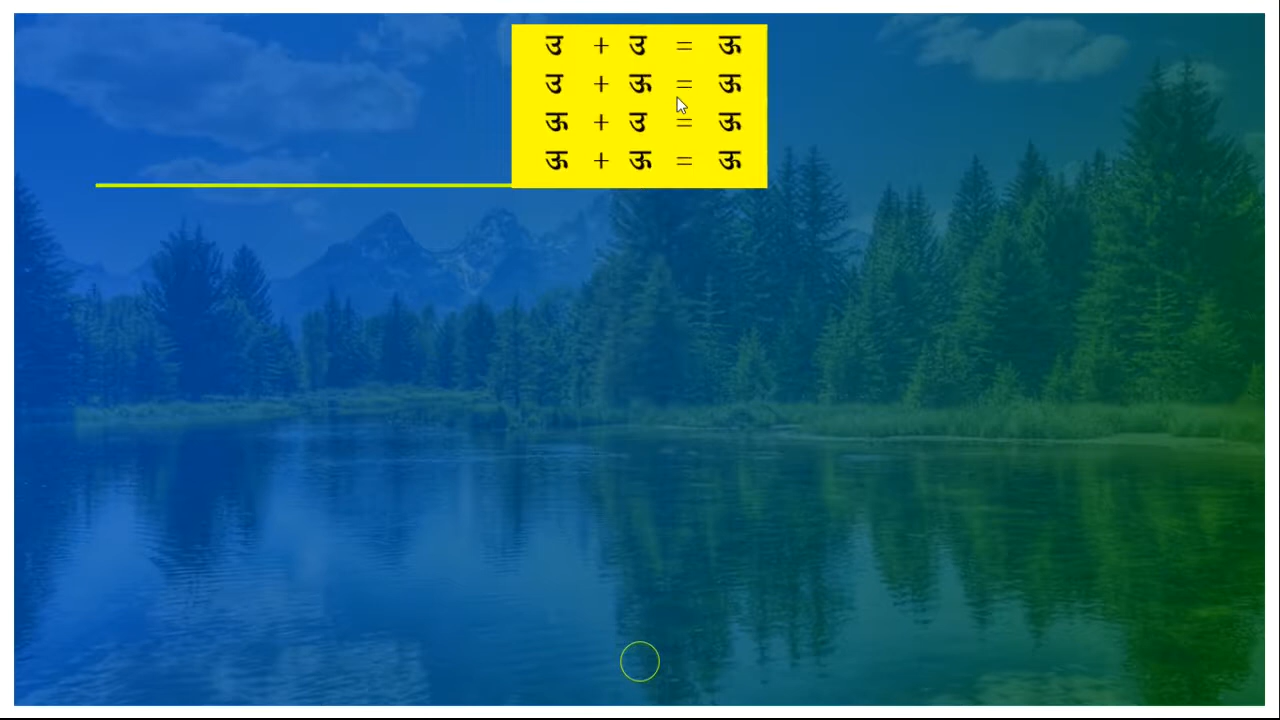 उ + उ = ऊ
उ + ऊ = ऊ
ऊ + उ = ऊ
ऊ + ऊ = ऊ